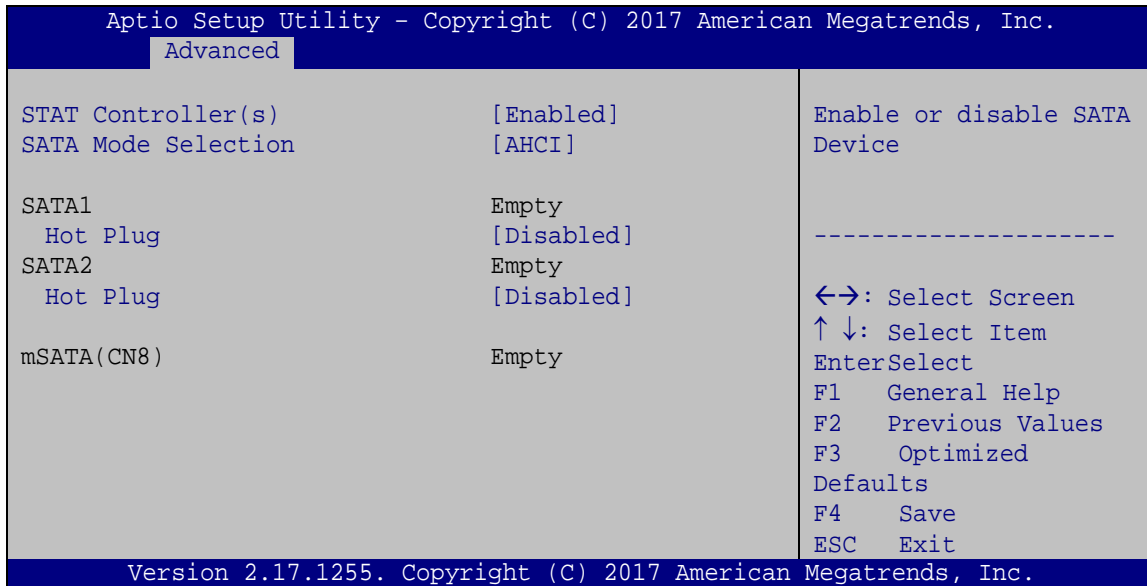 Aptio Setup Utility – Copyright (C) 2017 American Megatrends, Inc.
Advanced
STAT Controller(s) [Enabled]
SATA Mode Selection [AHCI]
SATA1 Empty
Hot Plug [Disabled]
SATA2 Empty
Hot Plug [Disabled]
mSATA(CN8) Empty
Enable or disable SATA
Device
---------------------
←→: Select Screen
↑ ↓: Select Item
EnterSelect
F1 General Help
F2 Previous Values
F3 Optimized
Defaults
F4 Save
ESC Exit
Version 2.17.1255. Copyright (C) 2017 American Megatrends, Inc.